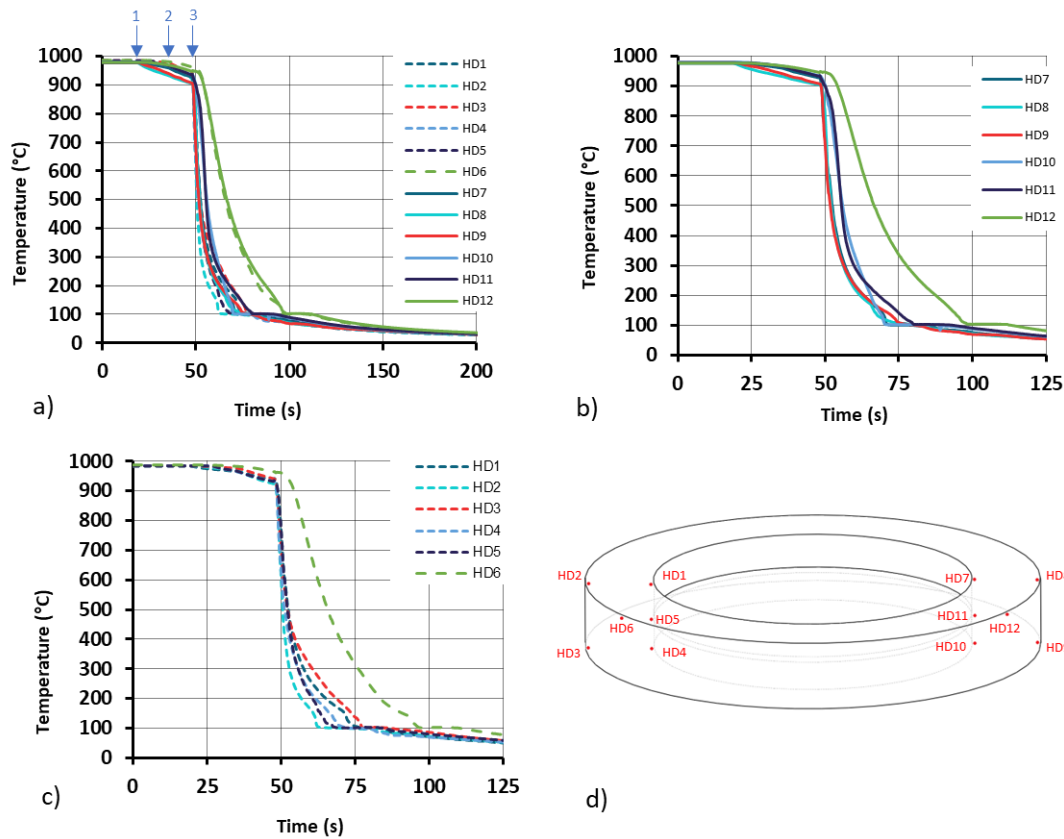 1 2 3
1000
900
800
700
600
500
400
300
200
100
0
Temperature (°C)
0 50 100 150 200
Time (s)
HD1
HD2
HD3
HD4
HD5
HD6
HD7
HD8
HD9
HD10
HD11
HD12
a)
1000
900
800
700
600
500
400
300
200
100
0
Temperature (°C)
0 25 50 75 100 125
Time (s)
HD7
HD8
HD9
HD10
HD11
HD12
b)
1000
900
800
700
600
500
400
300
200
100
0
Temperature (°C)
0 25 50 75 100 125
Time (s)
HD1
HD2
HD3
HD4
HD5
HD6
c)
HD2 HD1 HD7
HD6 HD5 HD11 HD12
HD3 HD4 HD10
d)